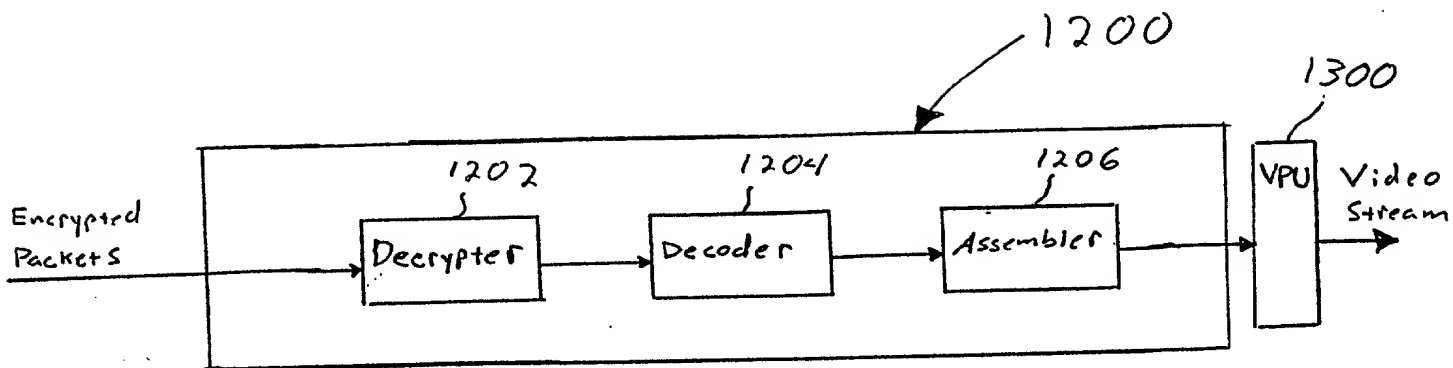 1200
1300
1202
1204
1206
VPU
Video
Stream
Encrypted
Packets
Decrypter
Decoder
Assembler